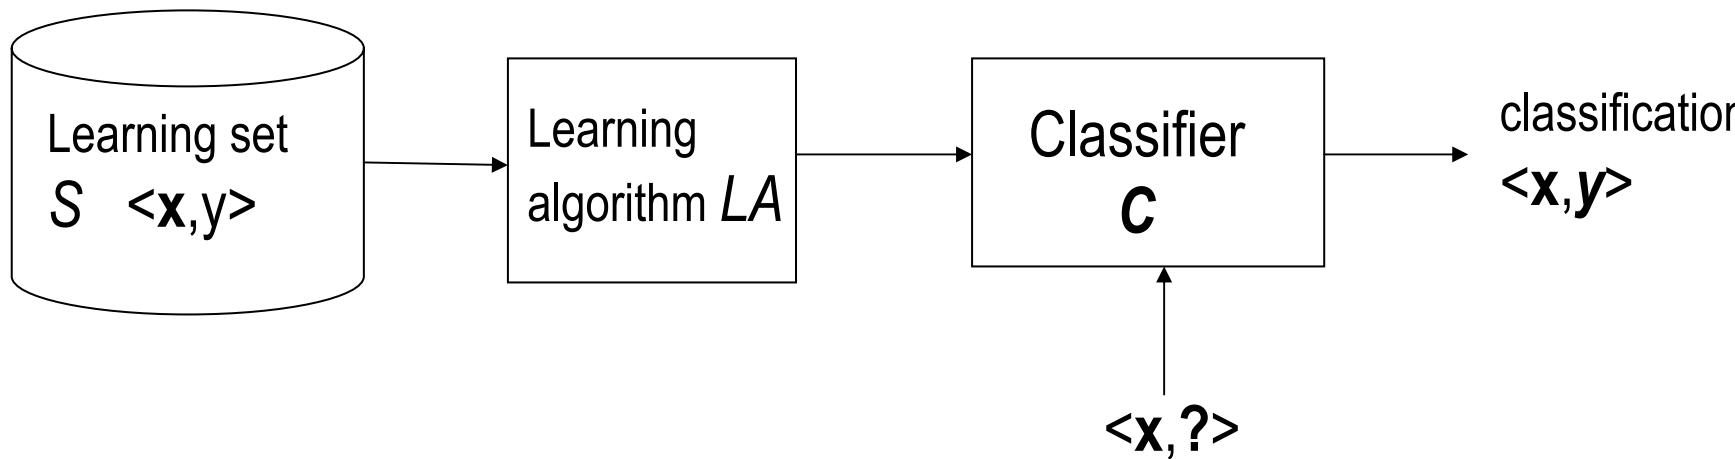 Learning set
S <x,y>
Learning
algorithm LA
Classifier
C
classification
<x,y>
<x,?>